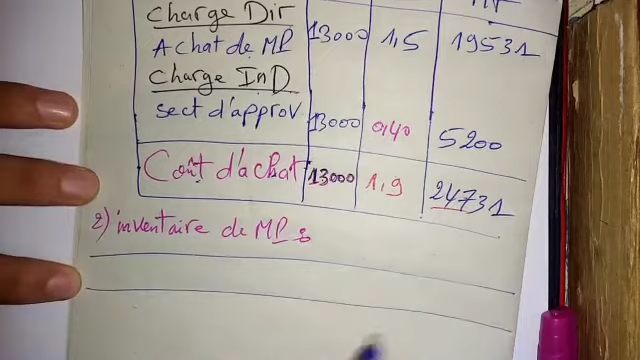 Charge Dir
Achat de MP 13000 1,5 19531
Charge InD
sect d'approv 13000 0,40 5200
Coût d'achat 13000 1,9 24731
2) inventaire de MP :